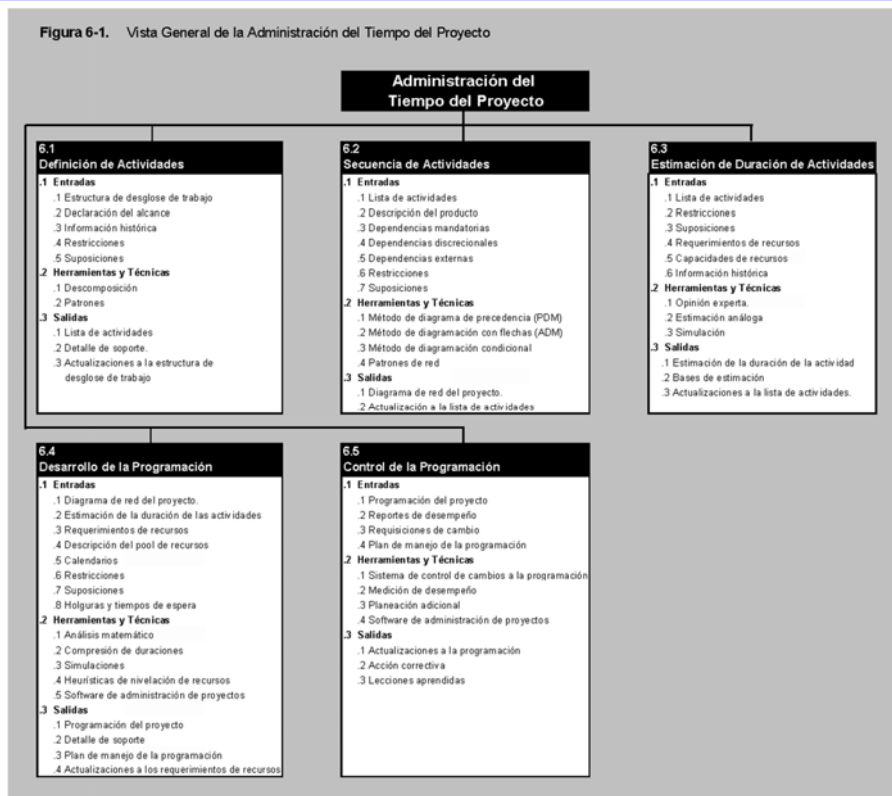 Figura 6-1. Vista General de la Administración del Tiempo del Proyecto
Administración del
Tiempo del Proyecto
6.1
Definición de Actividades
.1 Entradas
.1 Estructura de desglose de trabajo
.2 Declaración del alcance
.3 Información histórica
.4 Restricciones
.5 Suposiciones
.2 Herramientas y Técnicas
.1 Descomposición
.2 Patrones
.3 Salidas
.1 Lista de actividades
.2 Detalle de soporte.
.3 Actualizaciones a la estructura de
desglose de trabajo
6.2
Secuencia de Actividades
.1 Entradas
.1 Lista de actividades
.2 Descripción del producto
.3 Dependencias mandatorias
.4 Dependencias discrecionales
.5 Dependencias externas
.6 Restricciones
.7 Suposiciones
.2 Herramientas y Técnicas
.1 Método de diagrama de precedencia (PDM)
.2 Método de diagramación con flechas (ADM)
.3 Método de diagramación condicional
.4 Patrones de red
.3 Salidas
.1 Diagrama de red del proyecto.
.2 Actualización a la lista de actividades
6.3
Estimación de Duración de Actividades
.1 Entradas
.1 Lista de actividades
.2 Restricciones
.3 Suposiciones
.4 Requerimientos de recursos
.5 Capacidades de recursos
.6 Información histórica
.2 Herramientas y Técnicas
.1 Opinión experta.
.2 Estimación análoga
.3 Simulación
.3 Salidas
.1 Estimación de la duración de la actividad
.2 Bases de estimación
.3 Actualizaciones a la lista de actividades.
6.4
Desarrollo de la Programación
.1 Entradas
.1 Diagrama de red del proyecto.
.2 Estimación de la duración de las actividades
.3 Requerimientos de recursos
.4 Descripción del pool de recursos
.5 Calendarios
.6 Restricciones
.7 Suposiciones
.8 Holguras y tiempos de espera
.2 Herramientas y Técnicas
.1 Análisis matemático
.2 Compresión de duraciones
.3 Simulaciones
.4 Heurísticas de nivelación de recursos
.5 Software de administración de proyectos
.3 Salidas
.1 Programación del proyecto
.2 Detalle de soporte
.3 Plan de manejo de la programación
.4 Actualizaciones a los requerimientos de recursos
6.5
Control de la Programación
.1 Entradas
.1 Programación del proyecto
.2 Reportes de desempeño
.3 Requisiciones de cambio
.4 Plan de manejo de la programación
.2 Herramientas y Técnicas
.1 Sistema de control de cambios a la programación
.2 Medición de desempeño
.3 Planeación adicional
.4 Software de administración de proyectos
.3 Salidas
.1 Actualizaciones a la programación
.2 Acción correctiva
.3 Lecciones aprendidas